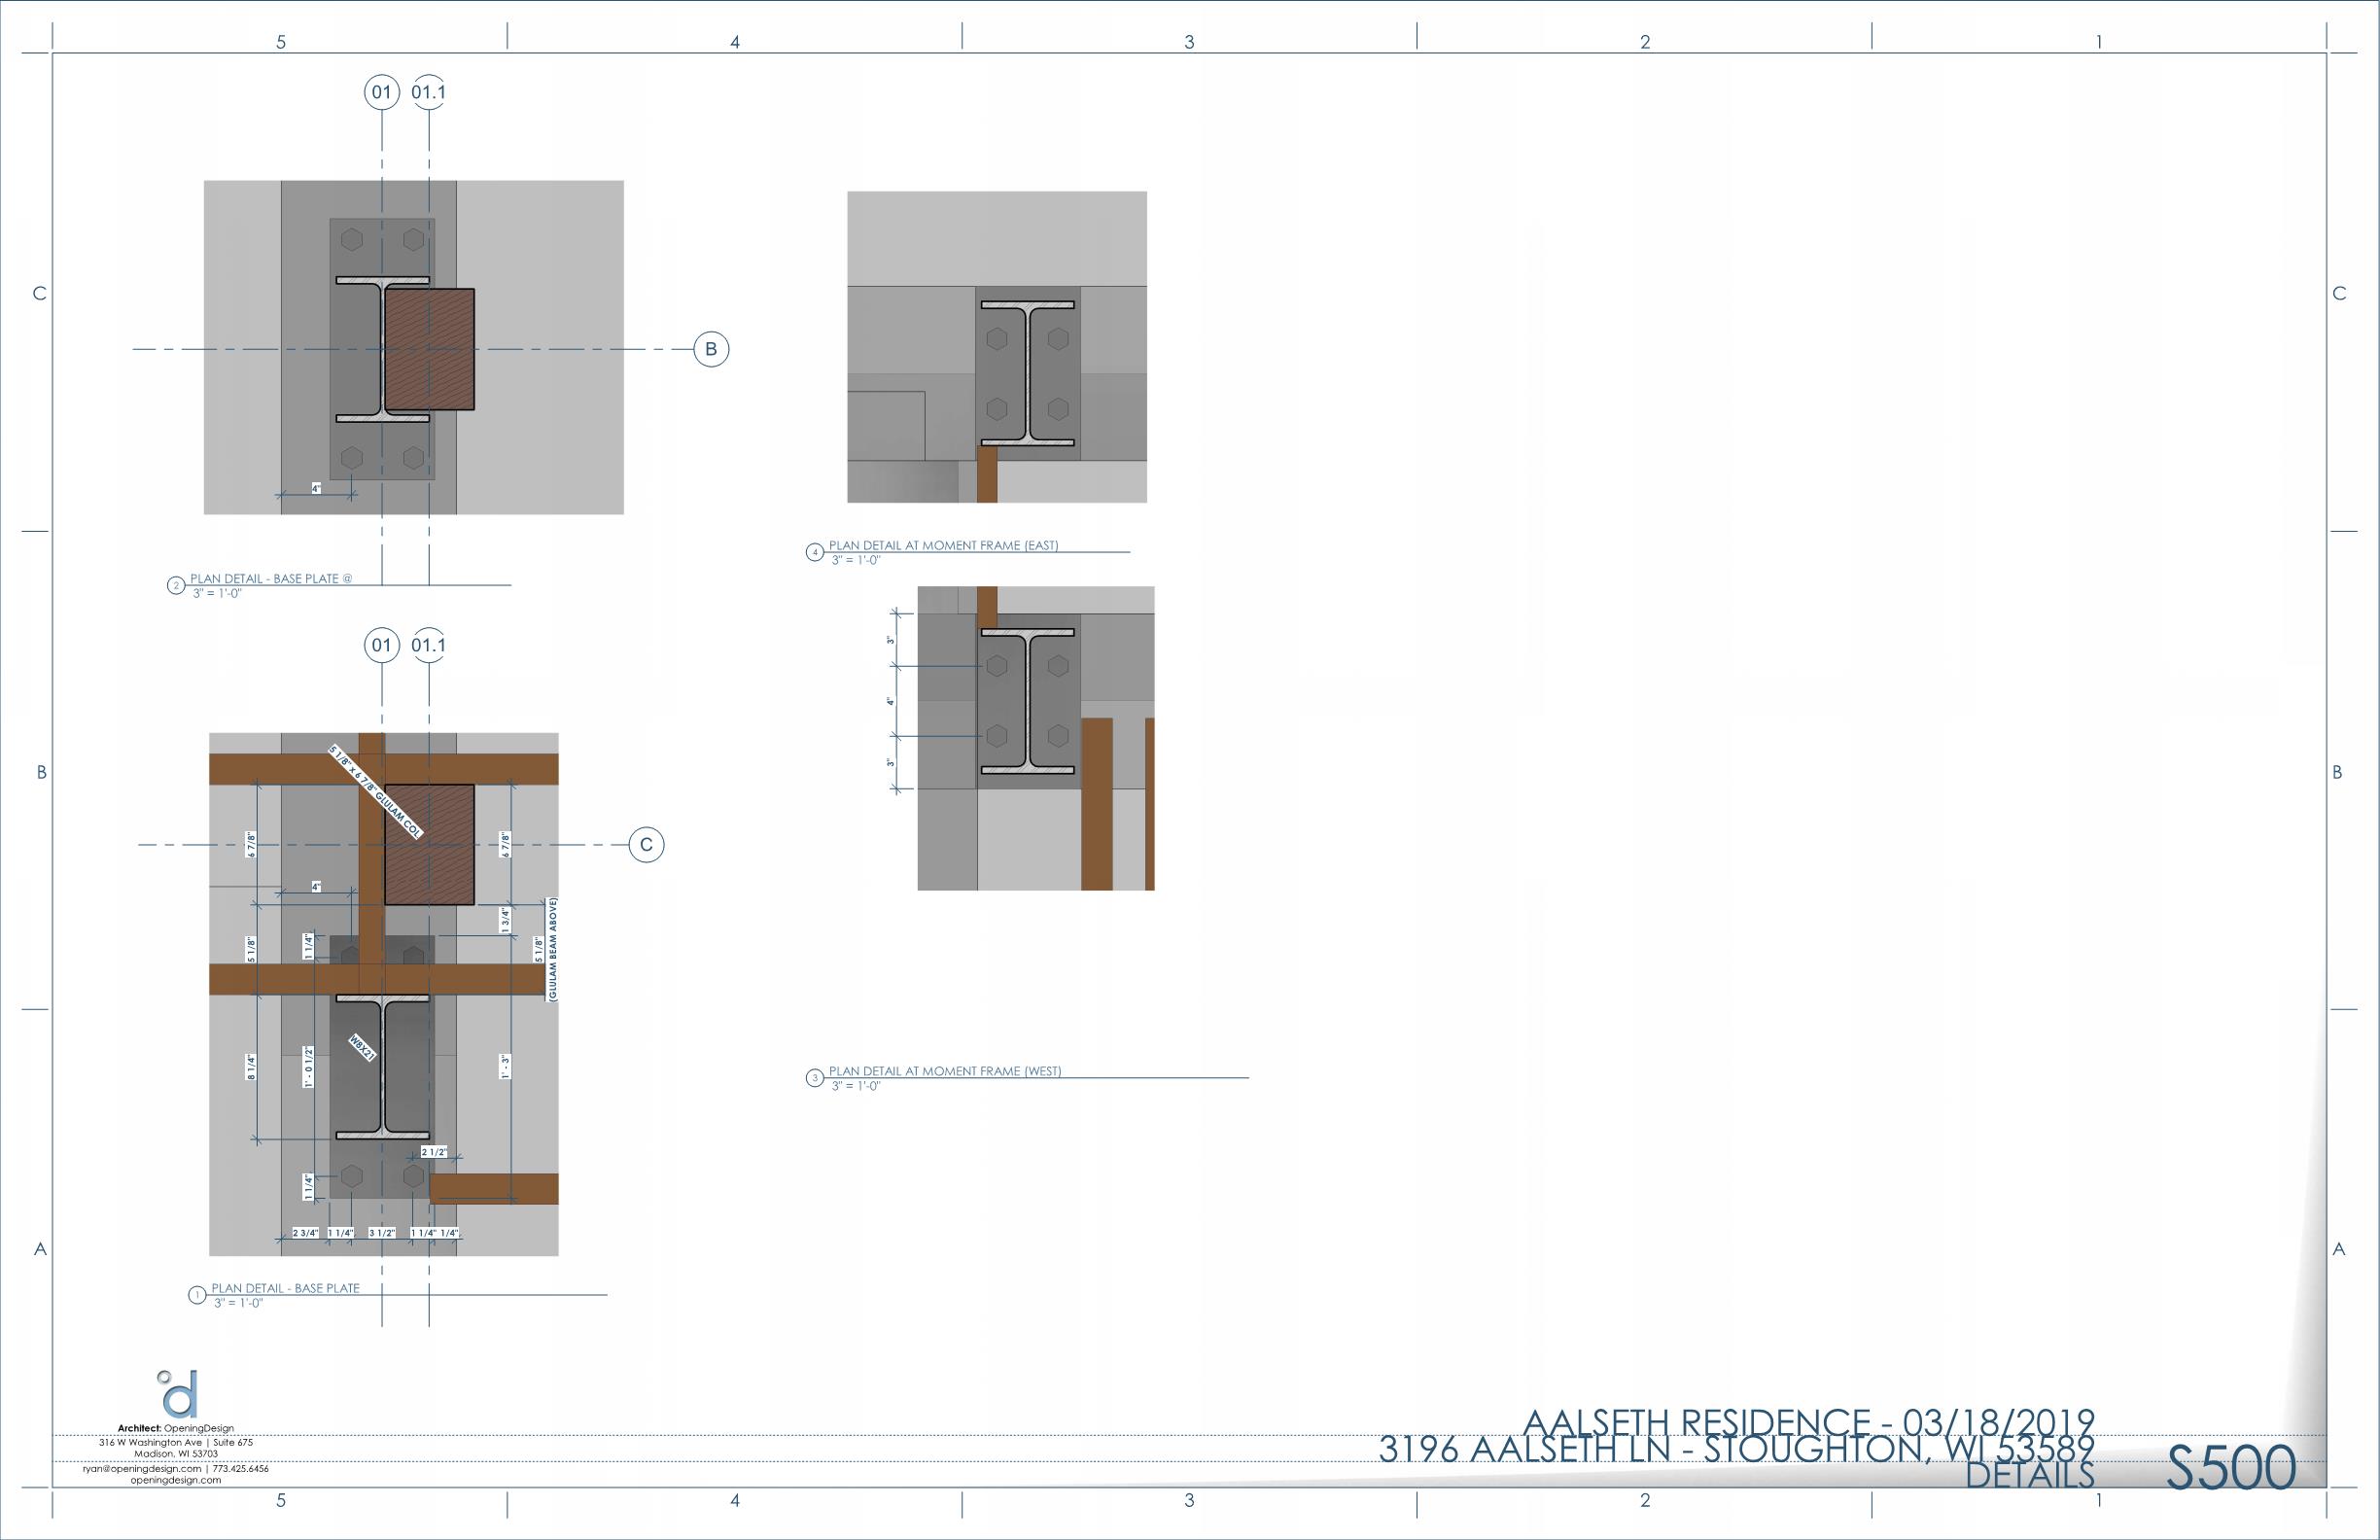 5 4 3 2 1
01 01.1
C C
B
4"
2 PLAN DETAIL - BASE PLATE @
3" = 1'-0"
4 PLAN DETAIL AT MOMENT FRAME (EAST)
3" = 1'-0"
01 01.1
3"
4"
3"
B B
5 1/8" x 6 7/8" GLULAM COL
C
6 7/8"
6 7/8"
4"
1 3/4"
5 1/8"
1 1/4"
5 1/8"
(GLULAM BEAM ABOVE)
W8X21
8 1/4"
1' - 0 1/2"
1' - 3"
2 1/2"
1 1/4"
2 3/4" 1 1/4" 3 1/2" 1 1/4" 1/4"
3 PLAN DETAIL AT MOMENT FRAME (WEST)
3" = 1'-0"
A A
1 PLAN DETAIL - BASE PLATE
3" = 1'-0"
d
Architect: OpeningDesign
316 W Washington Ave | Suite 675
Madison, WI 53703
ryan@openingdesign.com | 773.425.6456
openingdesign.com
AALSETH RESIDENCE - 03/18/2019
3196 AALSETH LN - STOUGHTON, WI 53589
DETAILS
S500
5 4 3 2 1